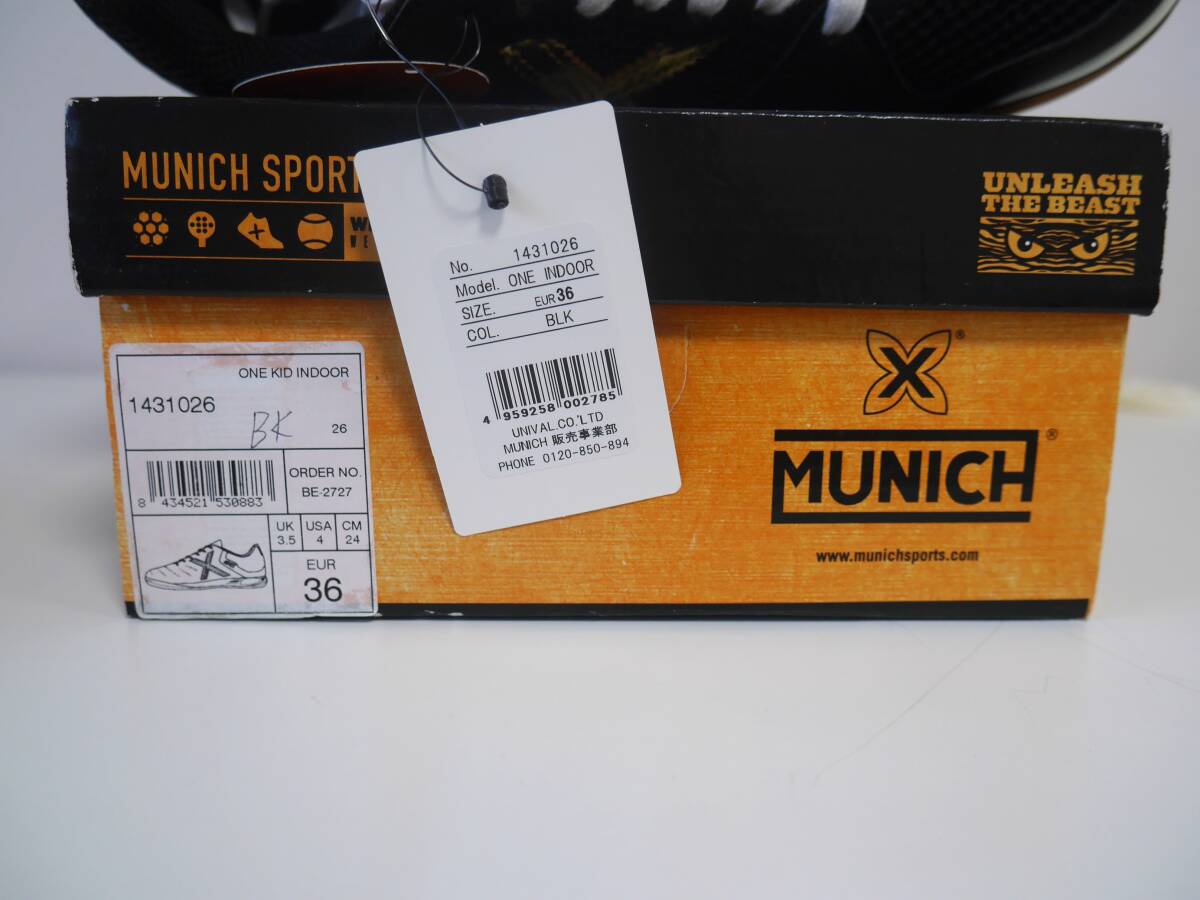 MUNICH SPORT
UNLEASH
THE BEAST
No. 1431026
Model. ONE INDOOR
SIZE. EUR 36
COL. BLK
4 959258 002785
UNIVAL.CO.'LTD
MUNICH 販売事業部
PHONE 0120-850-894
ONE KID INDOOR
1431026
BK 26
8 434521 530883
ORDER NO.
BE-2727
UK USA CM
3.5 4 24
EUR
36
X®
MUNICH®
www.munichsports.com